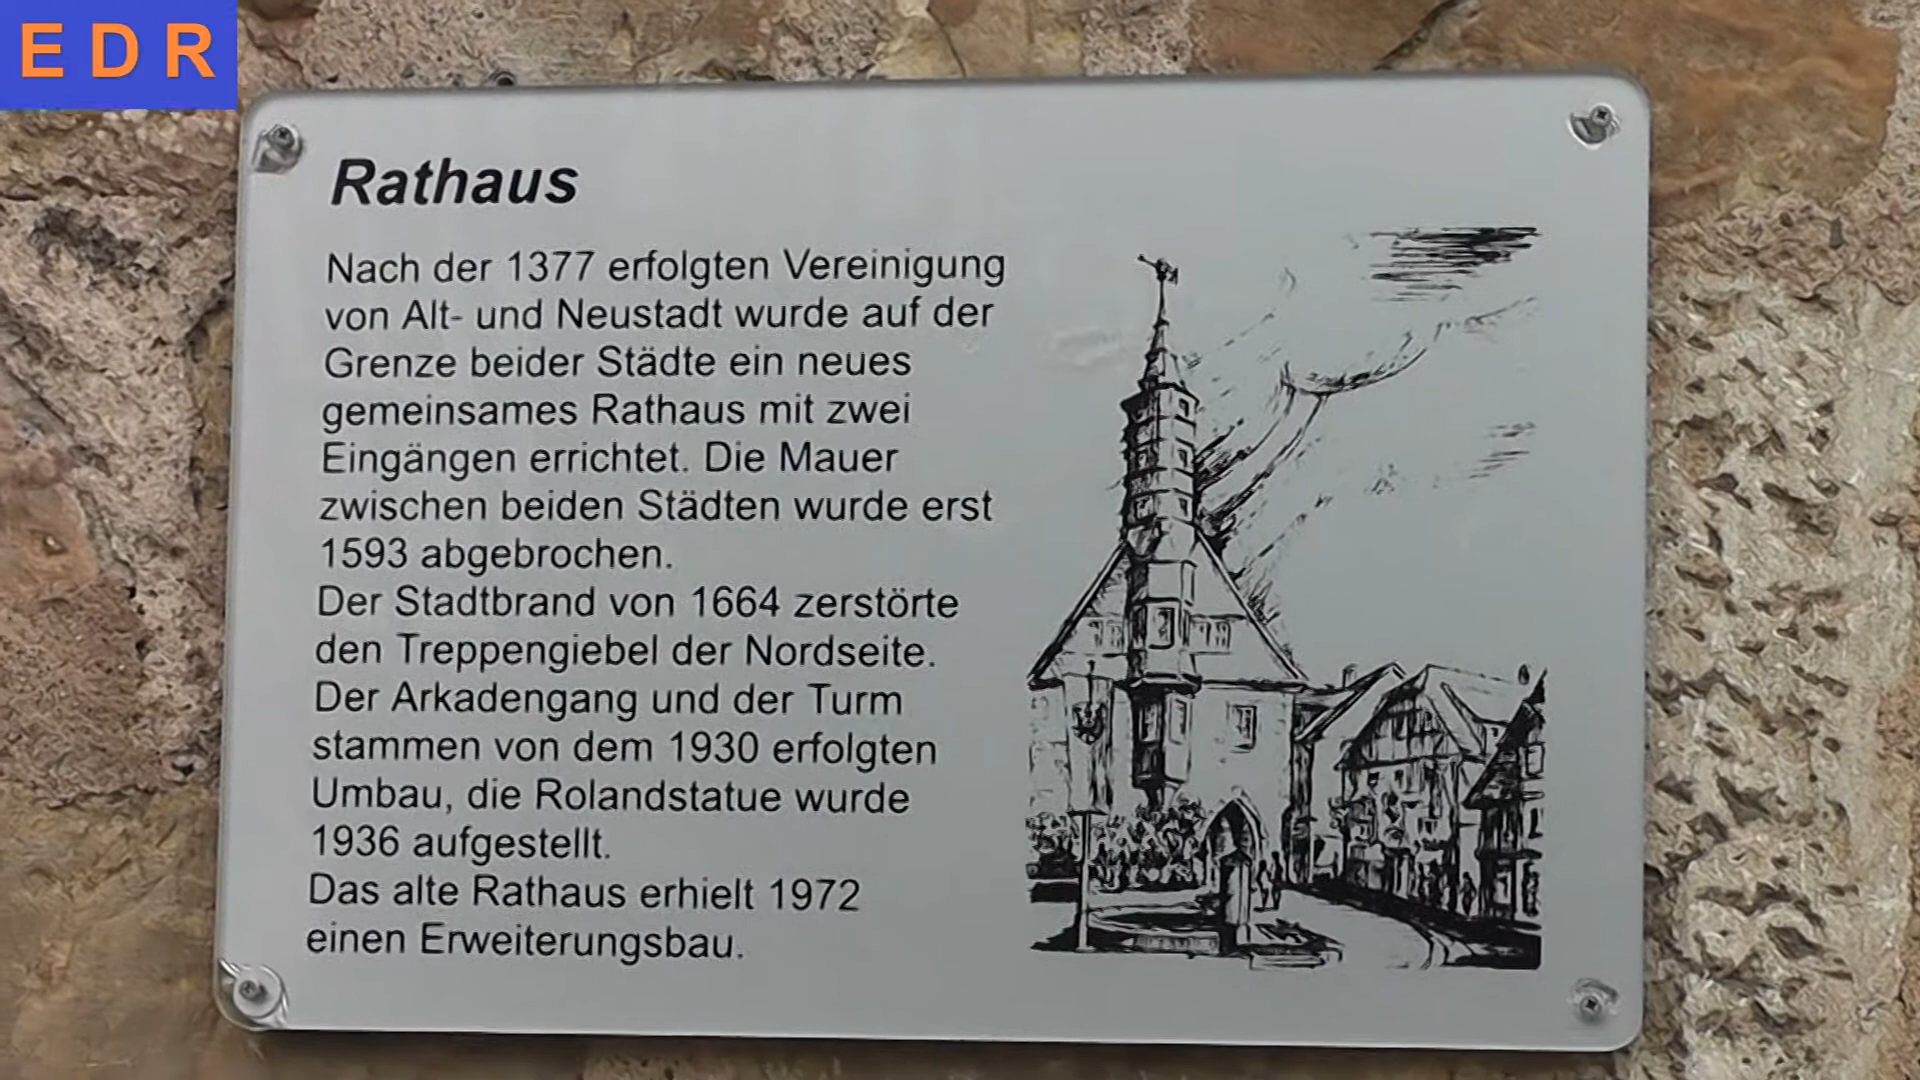 EDR
Rathaus
Nach der 1377 erfolgten Vereinigung
von Alt- und Neustadt wurde auf der
Grenze beider Städte ein neues
gemeinsames Rathaus mit zwei
Eingängen errichtet. Die Mauer
zwischen beiden Städten wurde erst
1593 abgebrochen.
Der Stadtbrand von 1664 zerstörte
den Treppengiebel der Nordseite.
Der Arkadengang und der Turm
stammen von dem 1930 erfolgten
Umbau, die Rolandstatue wurde
1936 aufgestellt.
Das alte Rathaus erhielt 1972
einen Erweiterungsbau.